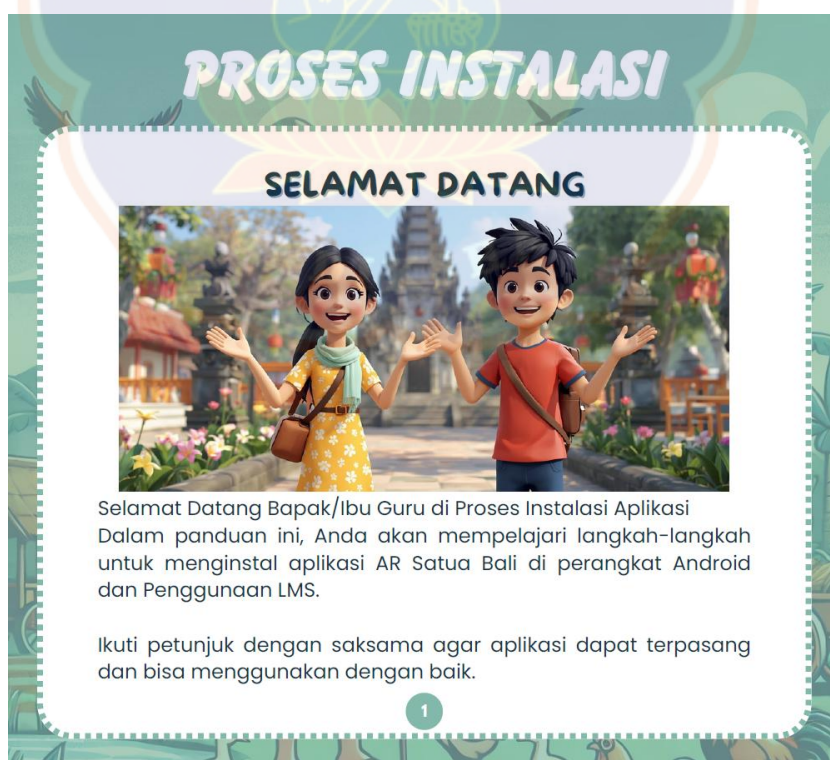 PROSES INSTALASI
SELAMAT DATANG
Selamat Datang Bapak/Ibu Guru di Proses Instalasi Aplikasi
Dalam panduan ini, Anda akan mempelajari langkah-langkah
untuk menginstal aplikasi AR Satua Bali di perangkat Android
dan Penggunaan LMS.
Ikuti petunjuk dengan saksama agar aplikasi dapat terpasang
dan bisa menggunakan dengan baik.
1